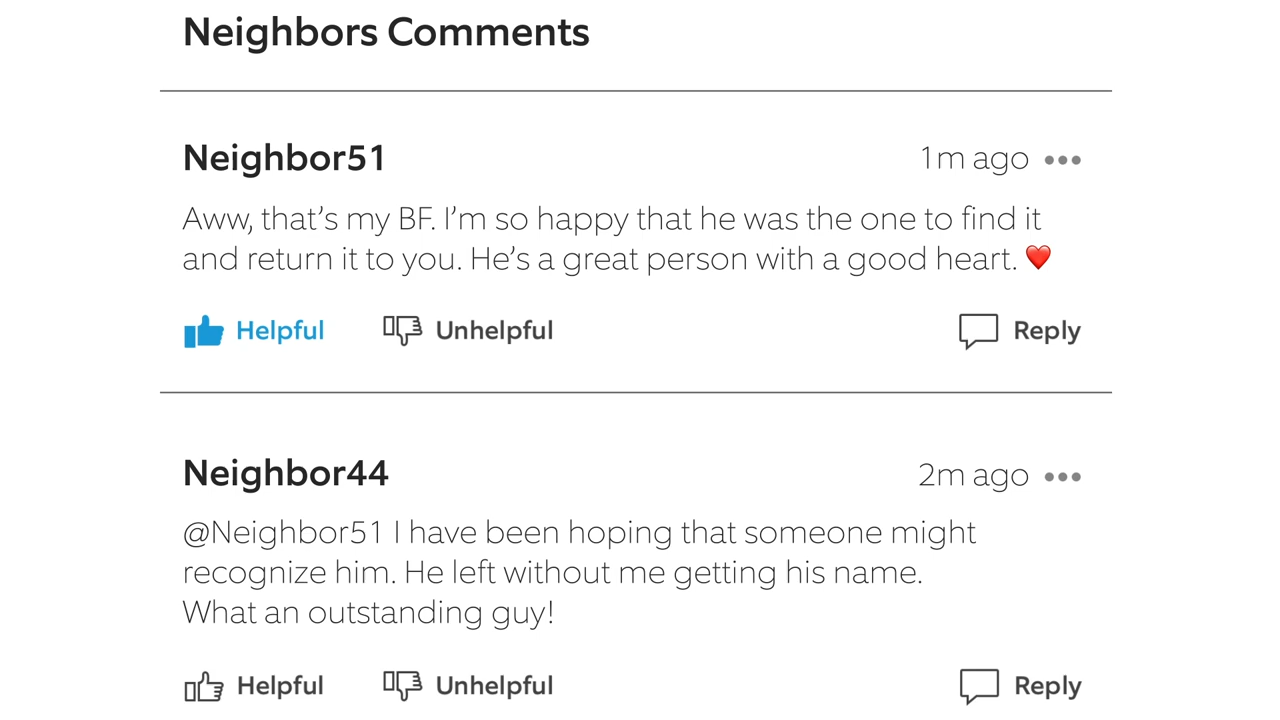 Neighbors Comments
Neighbor51
1m ago
Aww, that’s my BF. I’m so happy that he was the one to find it
and return it to you. He’s a great person with a good heart. ❤️
Helpful
Unhelpful
Reply
Neighbor44
2m ago
@Neighbor51 I have been hoping that someone might
recognize him. He left without me getting his name.
What an outstanding guy!
Helpful
Unhelpful
Reply